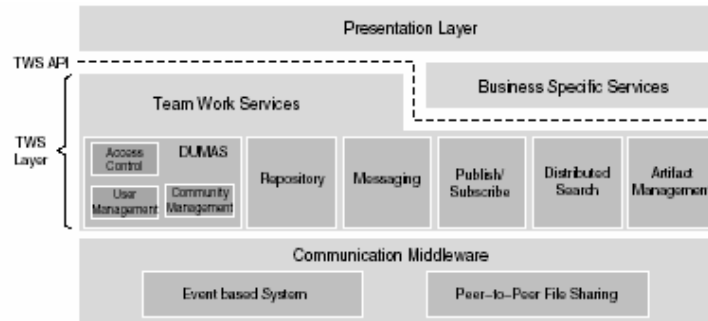 Presentation Layer
TWS API
Business Specific Services
Team Work Services
TWS
Layer
Access
Control
DUMAS
User
Management
Community
Management
Repository
Messaging
Publish/
Subscribe
Distributed
Search
Artifact
Management
Communication Middleware
Event based System
Peer-to-Peer File Sharing